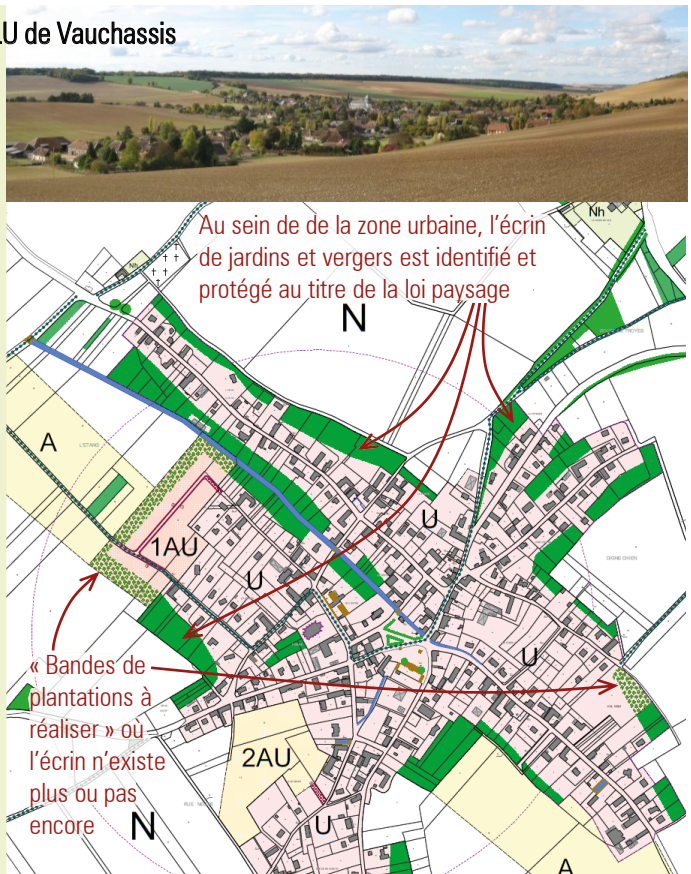 LU de Vauchassis
Au sein de de la zone urbaine, l'écrin
de jardins et vergers est identifié et
protégé au titre de la loi paysage
Nh
Nh
N
A
L'ETANG
U
1AU
U
U
« Bandes de
plantations à
réaliser » où
l'écrin n'existe
plus ou pas
encore
2AU
N
U
A